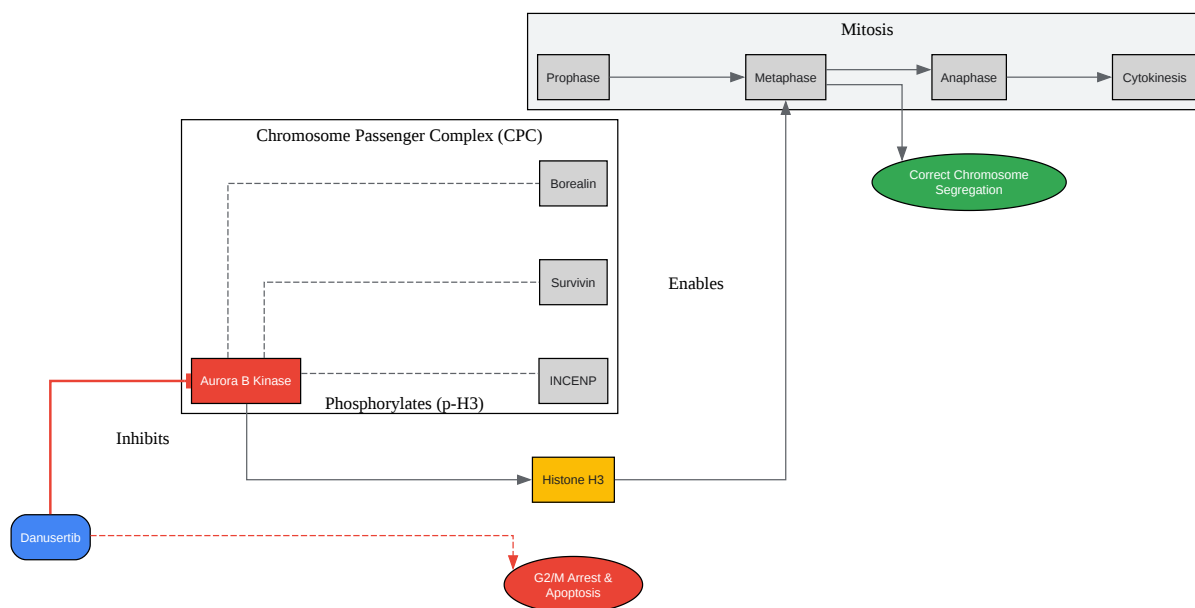 Mitosis
Prophase
Metaphase
Anaphase
Cytokinesis
Chromosome Passenger Complex (CPC)
Borealin
Correct Chromosome
Segregation
Survivin
Enables
Aurora B Kinase
INCENP
Phosphorylates (p-H3)
Inhibits
Histone H3
Danusertib
G2/M Arrest &
Apoptosis